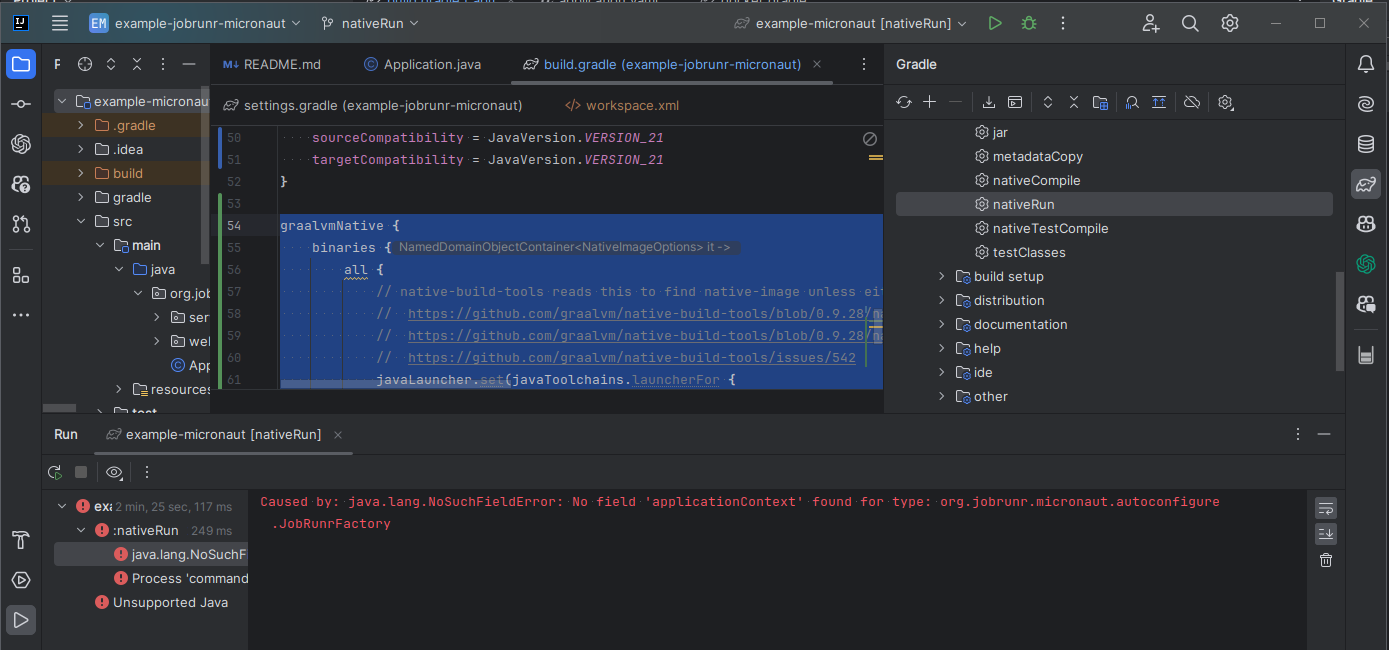 EM example-jobrunr-micronaut nativeRun example-micronaut [nativeRun]
README.md Application.java build.gradle (example-jobrunr-micronaut)
settings.gradle (example-jobrunr-micronaut) workspace.xml
example-micronau
.gradle
.idea
build
gradle
src
main
java
org.jol
ser
wel
App
resources
50 sourceCompatibility = JavaVersion.VERSION_21
51 targetCompatibility = JavaVersion.VERSION_21
52 }
53
54 graalvmNative {
55 binaries { NamedDomainObjectContainer<NativeImageOptions> it ->
56 all {
57 // native-build-tools reads this to find native-image unless eit
58 // https://github.com/graalvm/native-build-tools/blob/0.9.28/na
59 // https://github.com/graalvm/native-build-tools/blob/0.9.28/na
60 // https://github.com/graalvm/native-build-tools/issues/542
61 javaLauncher.set(javaToolchains.launcherFor {
Gradle
jar
metadataCopy
nativeCompile
nativeRun
nativeTestCompile
testClasses
build setup
distribution
documentation
help
ide
other
Run example-micronaut [nativeRun]
exa 2 min, 25 sec, 117 ms
:nativeRun 249 ms
java.lang.NoSuchF
Process 'command
Unsupported Java
Caused by: java.lang.NoSuchFieldError: No field 'applicationContext' found for type: org.jobrunr.micronaut.autoconfigure
.JobRunrFactory